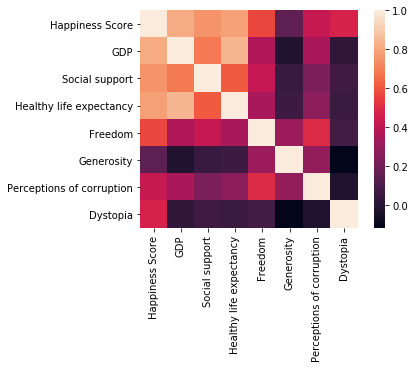 Happiness Score
GDP
Social support
Healthy life expectancy
Freedom
Generosity
Perceptions of corruption
Dystopia
Happiness Score
GDP
Social support
Healthy life expectancy
Freedom
Generosity
Perceptions of corruption
Dystopia
1.0
0.8
0.6
0.4
0.2
0.0